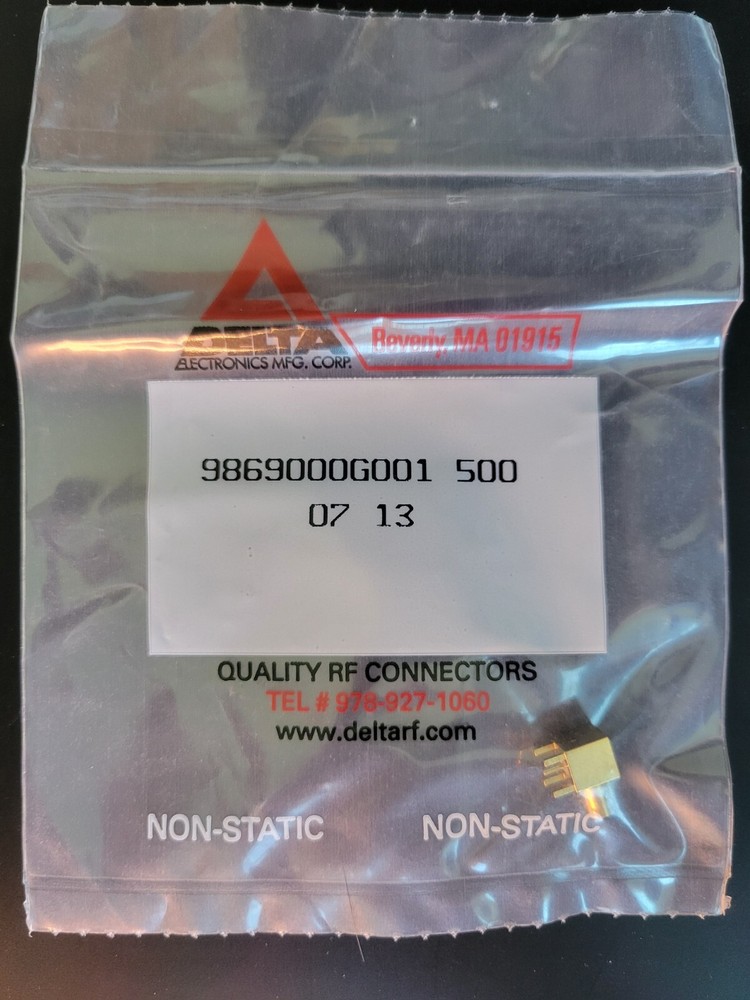 DELTA
ELECTRONICS MFG. CORP.
Beverly, MA 01915
9869000G001 500
07 13
QUALITY RF CONNECTORS
TEL # 978-927-1060
www.deltarf.com
NON-STATIC NON-STATIC